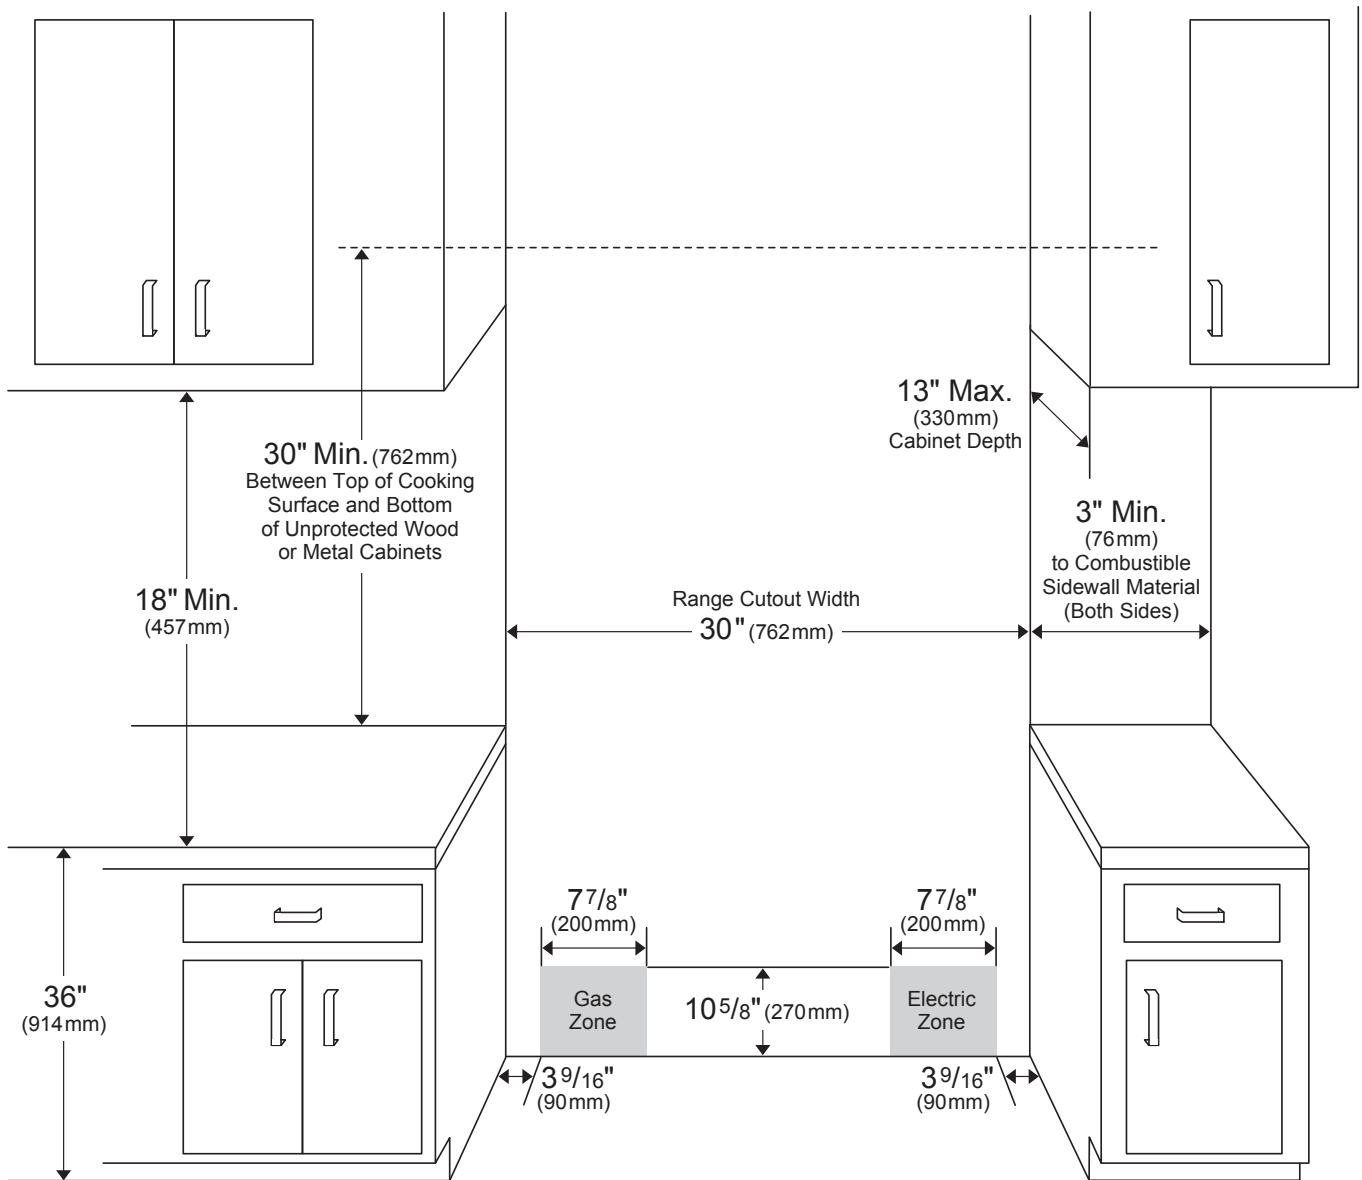 13" Max.
(330mm)
Cabinet Depth
30" Min. (762mm)
Between Top of Cooking
Surface and Bottom
of Unprotected Wood
or Metal Cabinets
3" Min.
(76mm)
to Combustible
Sidewall Material
(Both Sides)
18" Min.
(457mm)
Range Cutout Width
30" (762mm)
7 7/8"
(200mm)
7 7/8"
(200mm)
36"
(914mm)
Gas
Zone
10 5/8" (270mm)
Electric
Zone
3 9/16"
(90mm)
3 9/16"
(90mm)